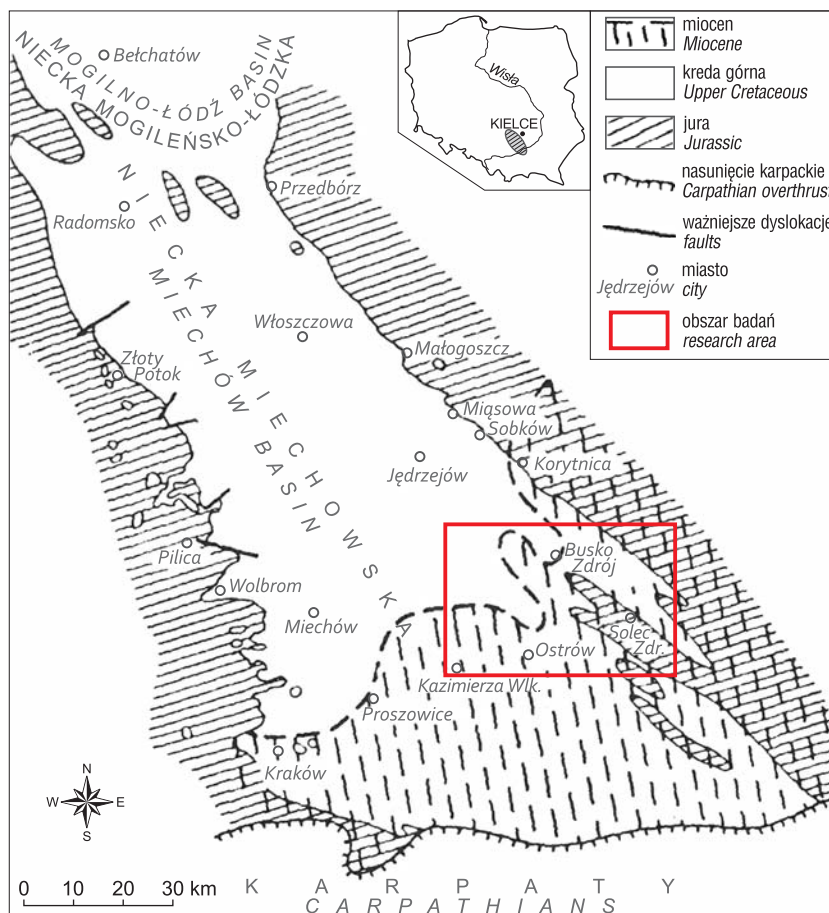 Bełchatów
MOGILNO-ŁÓDŹ BASIN
NIECKA MOGILEŃSKO-ŁÓDZKA
Wisła
KIELCE
miocen
Miocene
kreda górna
Upper Cretaceous
jura
Jurassic
nasunięcie karpackie
Carpathian overthrust
ważniejsze dyslokacje
faults
Jędrzejów
miasto
city
obszar badań
research area
Przedbórz
Radomsko
NIECKA MIECHOWSKA
MIECHÓW BASIN
Włoszczowa
Małogoszcz
Złoty
Potok
Miąsowa
Sobków
Jędrzejów
Korytnica
Pilica
Busko
Zdrój
Wolbrom
Miechów
Solec-
Zdr.
Ostrów
Kazimierza Wlk.
Proszowice
Kraków
N
W E
S
0 10 20 30 km
KARPATY
CARPATHIANS